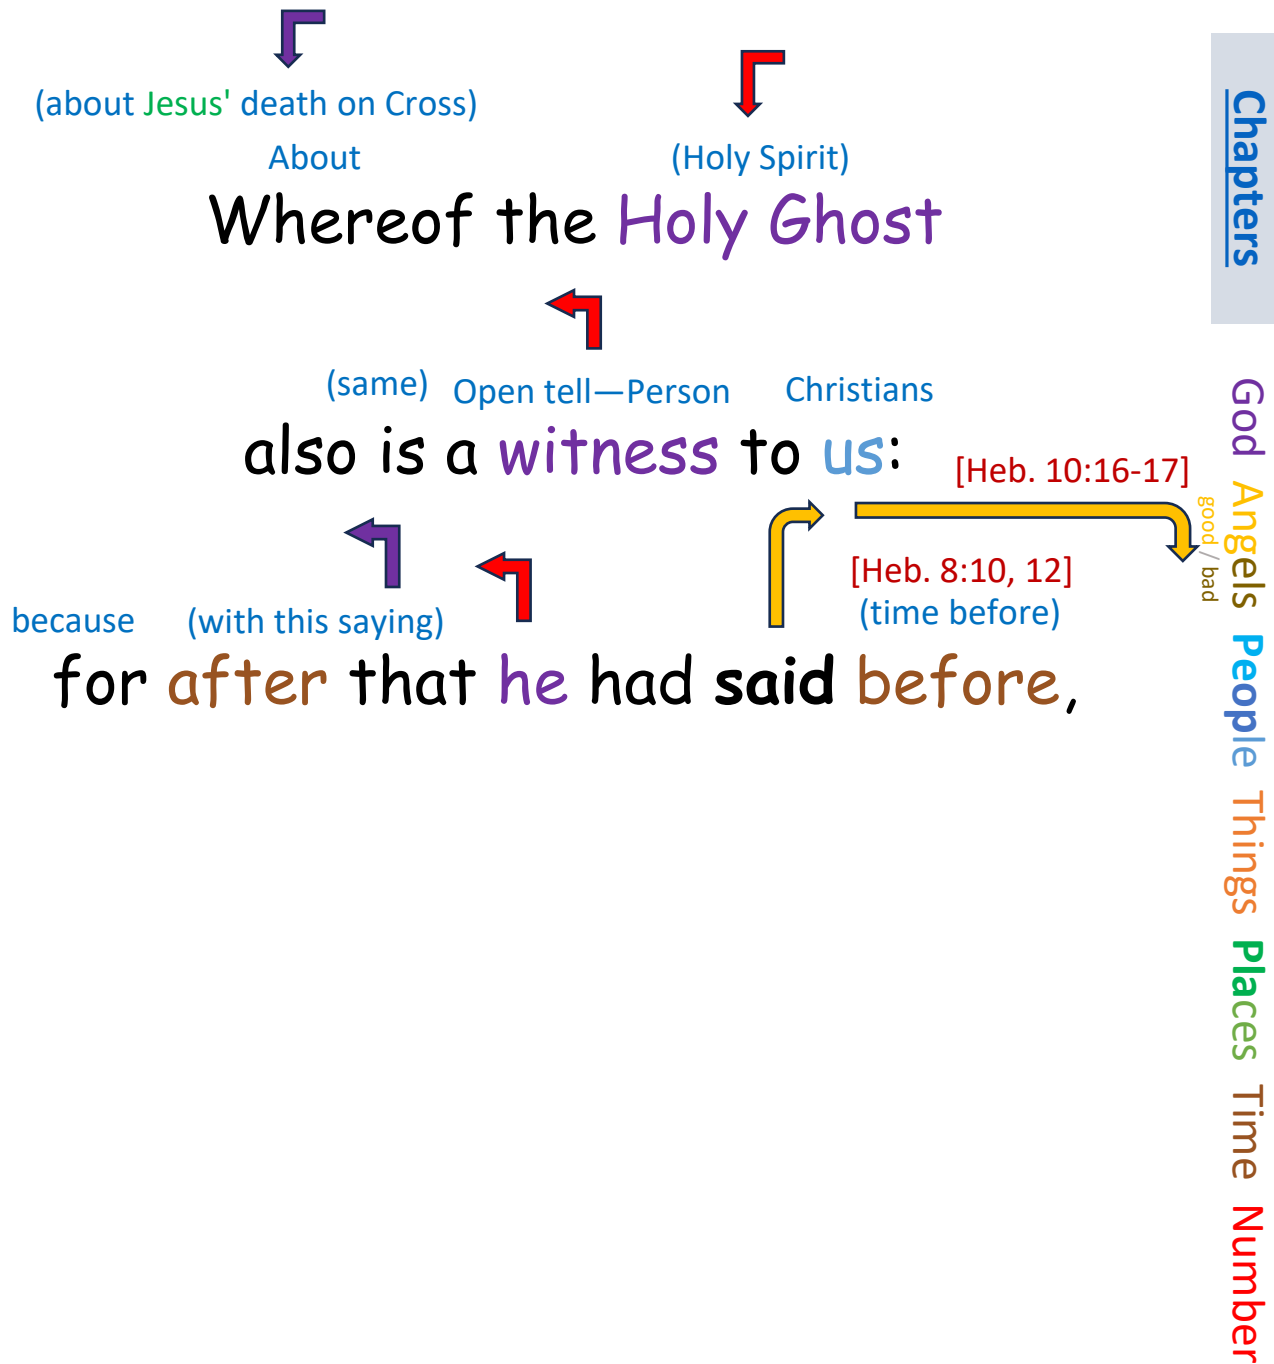 (about Jesus' death on Cross)
About (Holy Spirit)
Whereof the Holy Ghost
(same) Open tell—Person Christians
also is a witness to us:
[Heb. 10:16-17]
[Heb. 8:10, 12]
because (with this saying) (time before)
for after that he had said before,
Chapters
God Angels People Things Places Time Number
good / bad